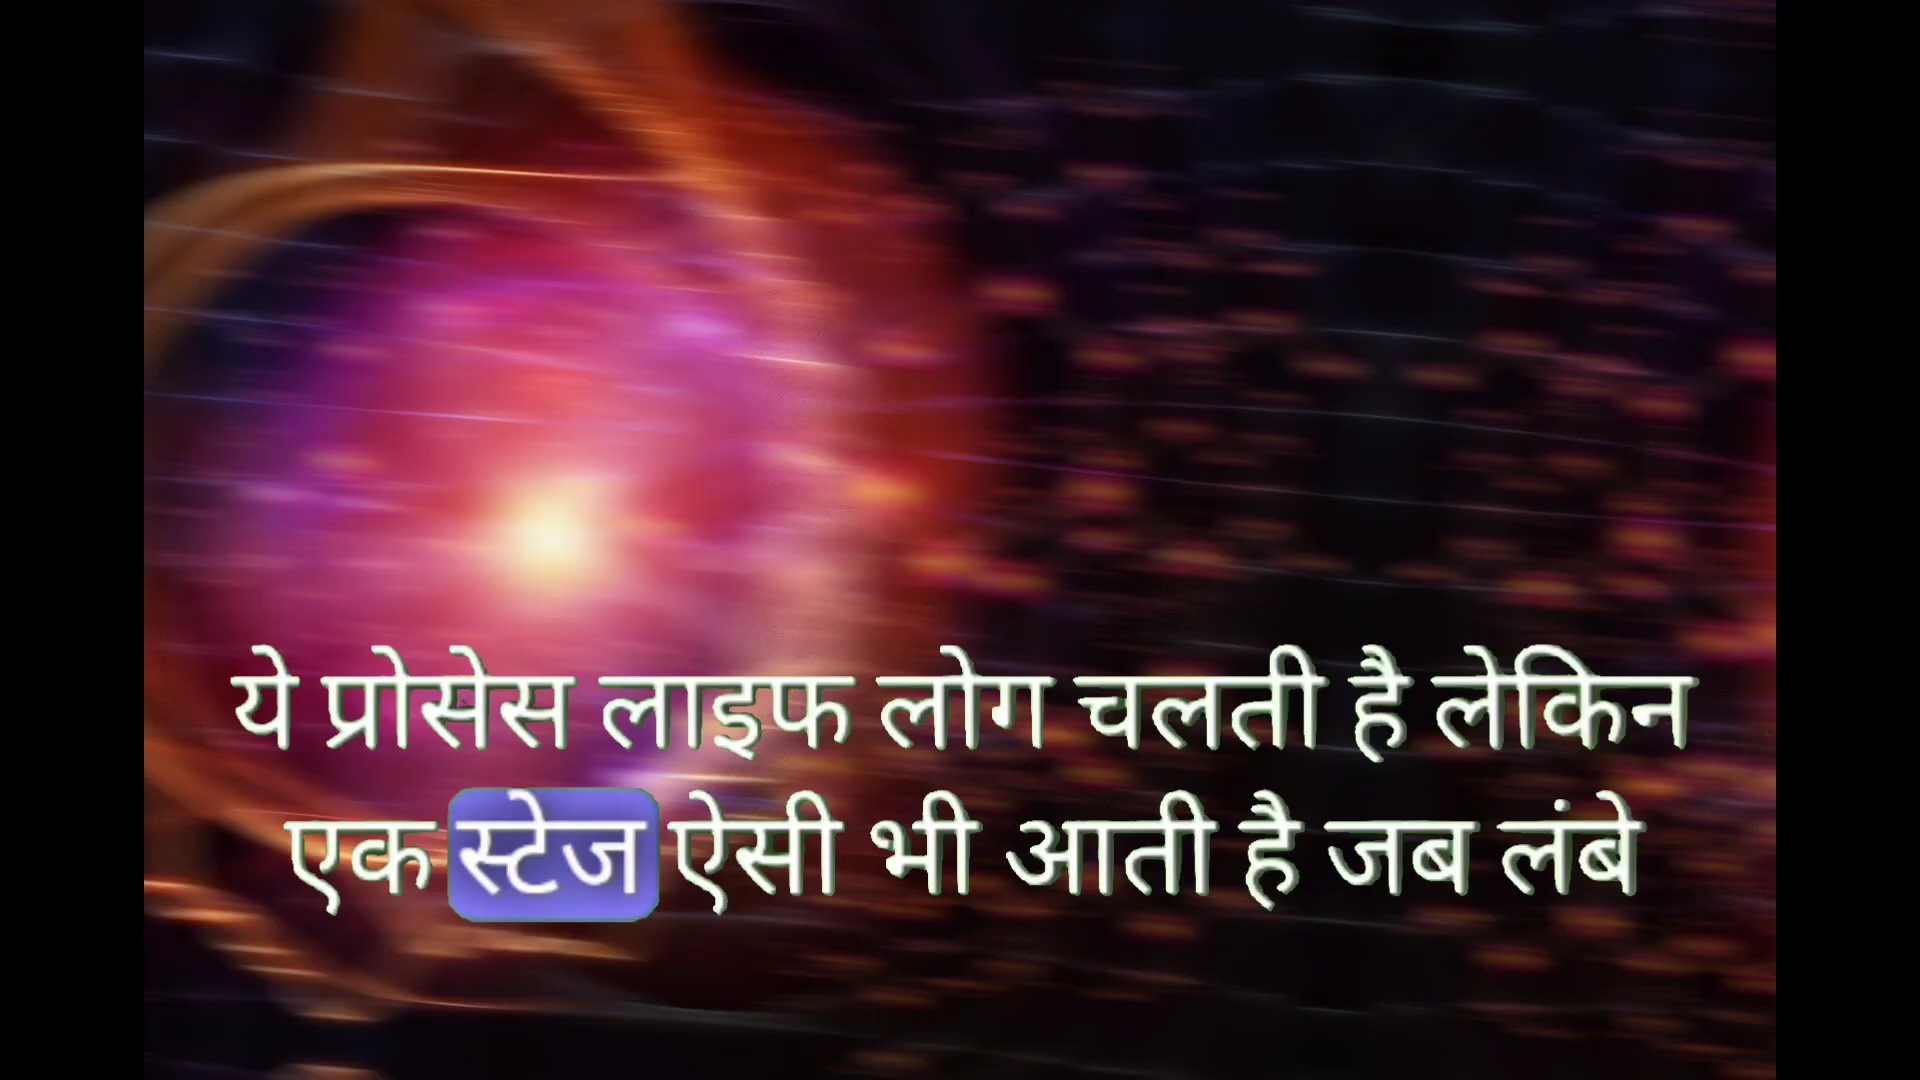 ये प्रोसेस लाइफ लोग चलती है लेकिन
एक स्टेज ऐसी भी आती है जब लंबे